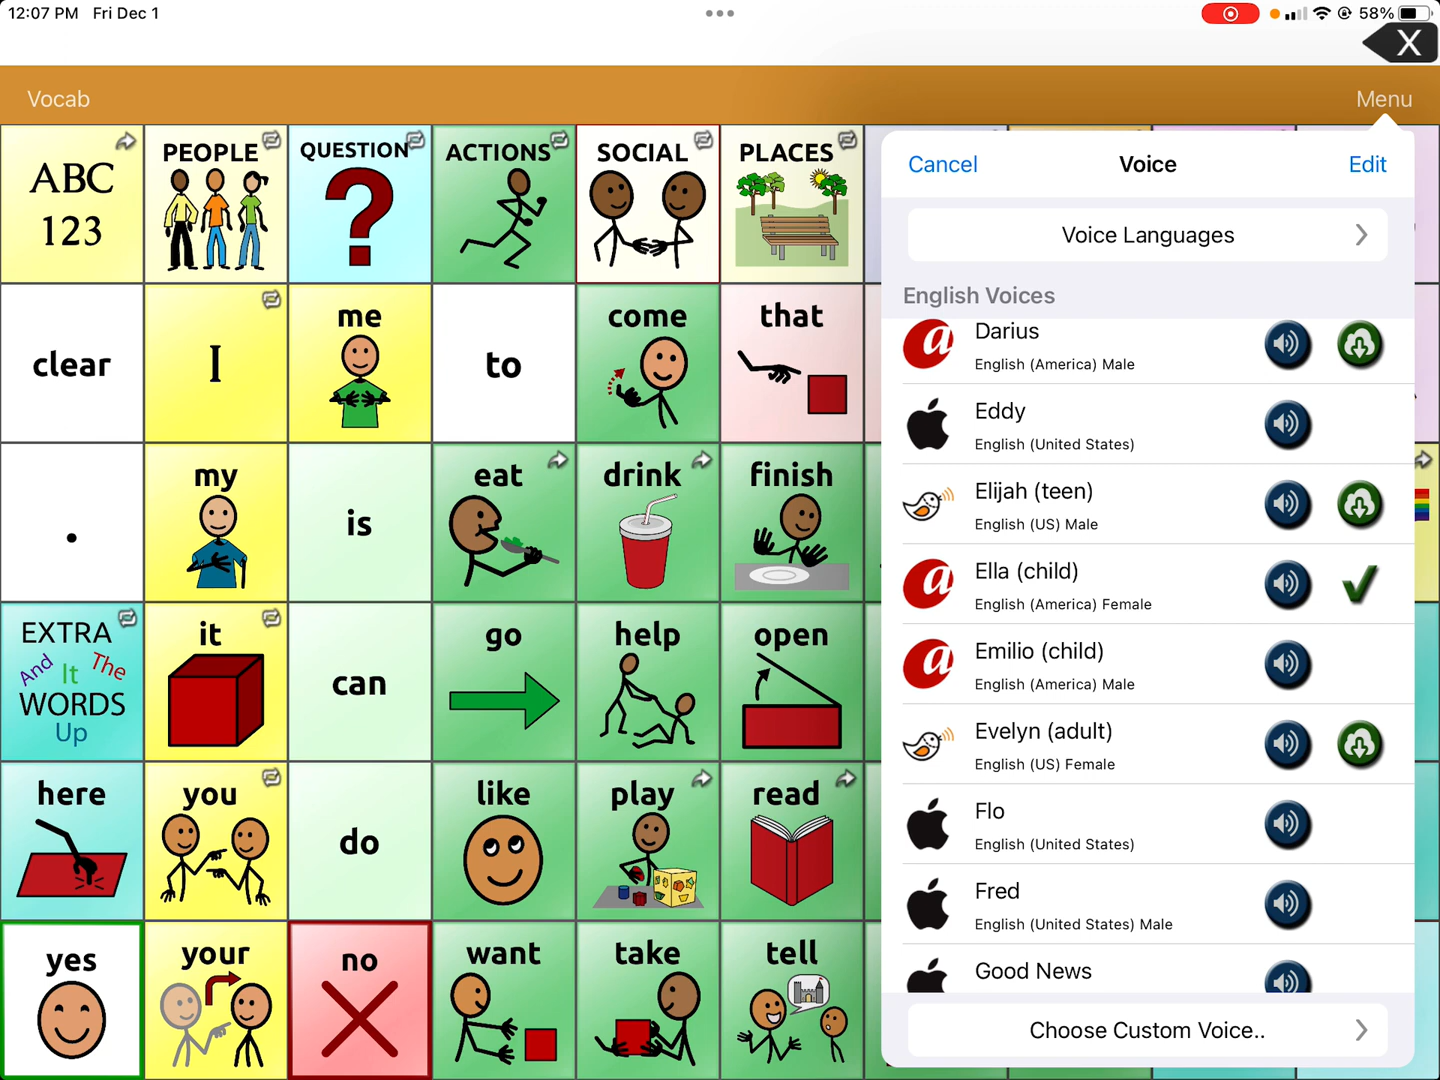 12:07 PM Fri Dec 1
58%
X
Vocab
Menu
ABC
123
PEOPLE
QUESTION
?
ACTIONS
SOCIAL
PLACES
clear
I
me
to
come
that
.
my
is
eat
drink
finish
EXTRA
And It The
WORDS
Up
it
can
go
help
open
here
you
do
like
play
read
yes
your
no
want
take
tell
Cancel
Voice
Edit
Voice Languages
English Voices
Darius
English (America) Male
Eddy
English (United States)
Elijah (teen)
English (US) Male
Ella (child)
English (America) Female
Emilio (child)
English (America) Male
Evelyn (adult)
English (US) Female
Flo
English (United States)
Fred
English (United States) Male
Good News
Choose Custom Voice..